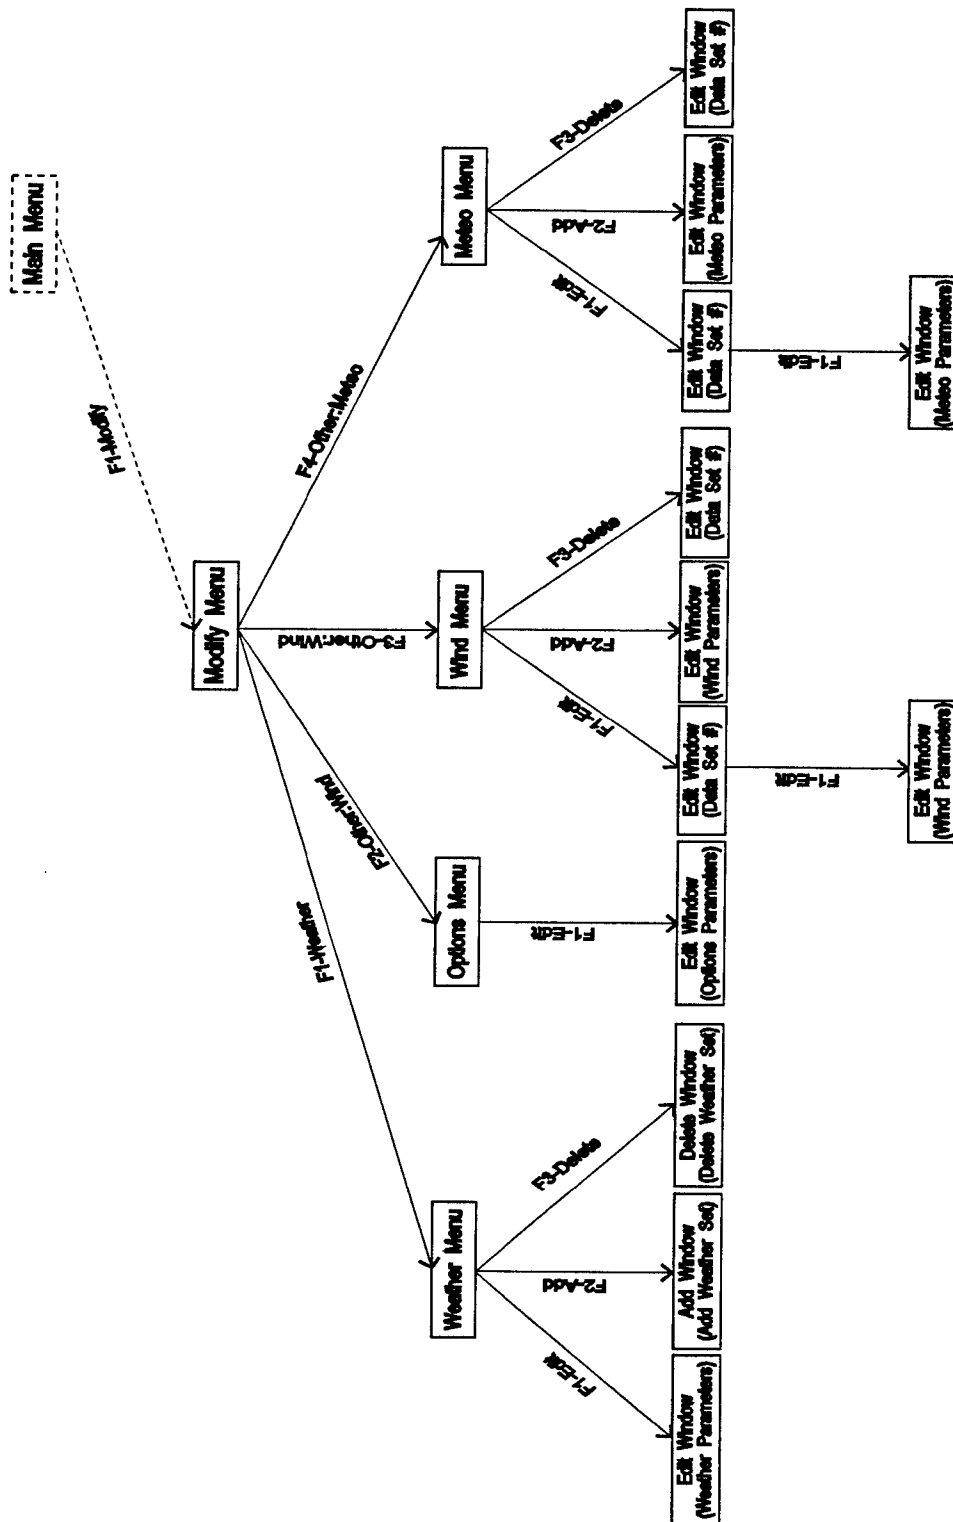 Main Menu
F1-Modify
Modify Menu
F1-Weather
F2-Other:Wind
F3-Other:Wind
F4-Other:Meteo
Weather Menu
Options Menu
Wind Menu
Meteo Menu
F1-Edit
F2-Add
F3-Delete
F1-Edit
F1-Edit
F2-Add
F3-Delete
F1-Edit
F2-Add
F3-Delete
Edit Window
(Weather Parameters)
Add Window
(Add Weather Set)
Delete Window
(Delete Weather Set)
Edit Window
(Options Parameters)
Edit Window
(Data Set #)
Edit Window
(Wind Parameters)
Edit Window
(Data Set #)
Edit Window
(Data Set #)
Edit Window
(Meteo Parameters)
Edit Window
(Data Set #)
F1-Edit
F1-Edit
Edit Window
(Wind Parameters)
Edit Window
(Meteo Parameters)